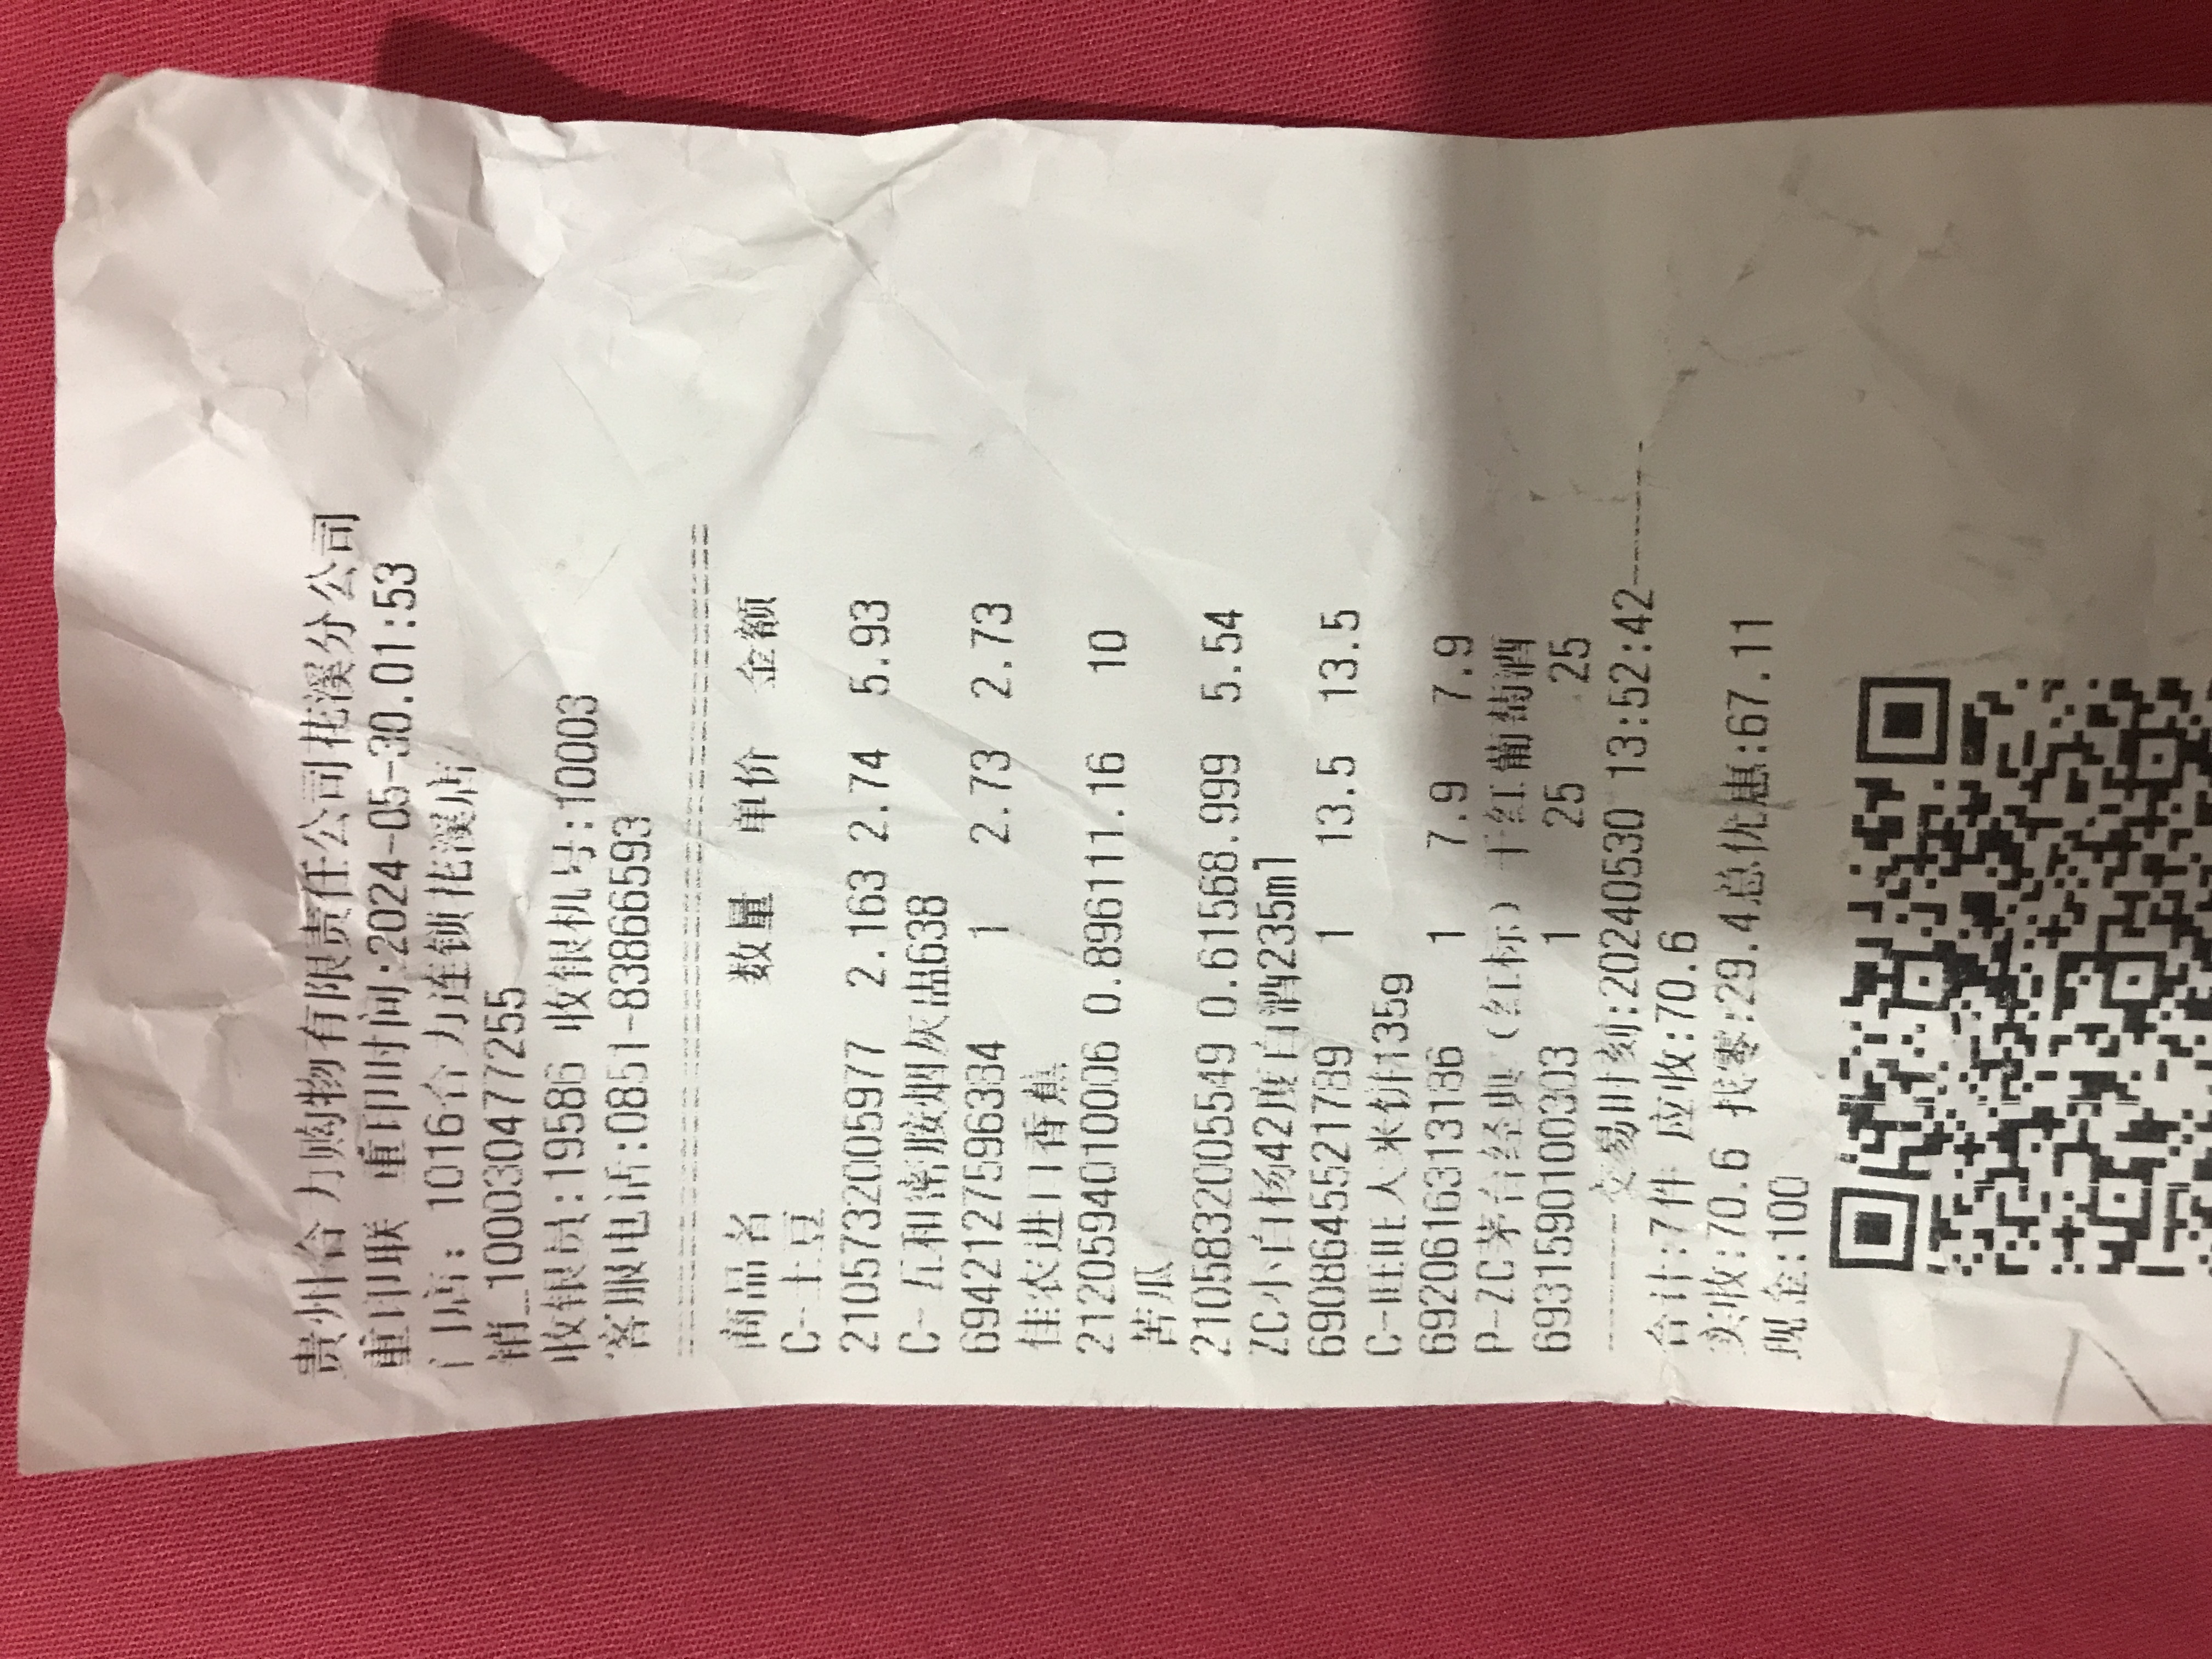 贵州合力购物有限责任公司花溪分公司
重印联 重印时间:2024-05-30.01:53
门店: 1016合力连锁花溪店
销_100030477255
收银员:19586 收银机号:10003
客服电话:0851-83866593
商品名 数量 单价 金额
C-土豆
2105732005977 2.163 2.74 5.93
C-五和密胺烟灰温638
6942127596384 1 2.73 2.73
佳农进口香蕉
2120594010006 0.896111.16 10
苦瓜
2105832005549 0.61568.999 5.54
ZC小白杨42度白酒235ml
6908645521789 1 13.5 13.5
C-旺旺大米饼135g
6920616313186 1 7.9 7.9
P-ZC茅台经典(红标)干红葡萄酒
6931590100303 1 25 25
------交易时刻:20240530 13:52:42------
合计:7件 应收:70.6
实收:70.6 找零:29.4总优惠:67.11
现金:100